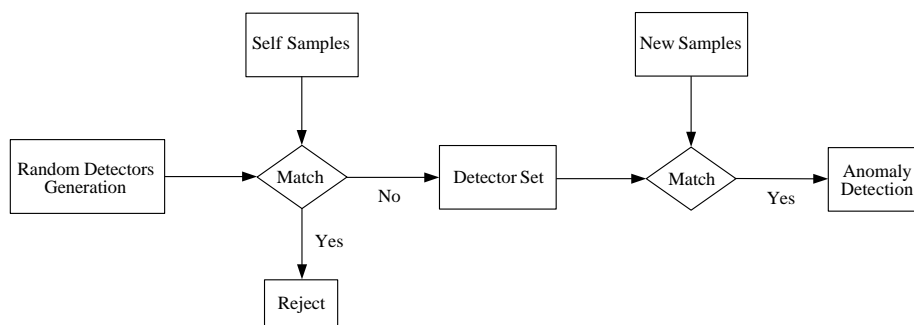 Self Samples
New Samples
Random Detectors
Generation
Match
No
Detector Set
Match
Yes
Anomaly
Detection
Yes
Reject